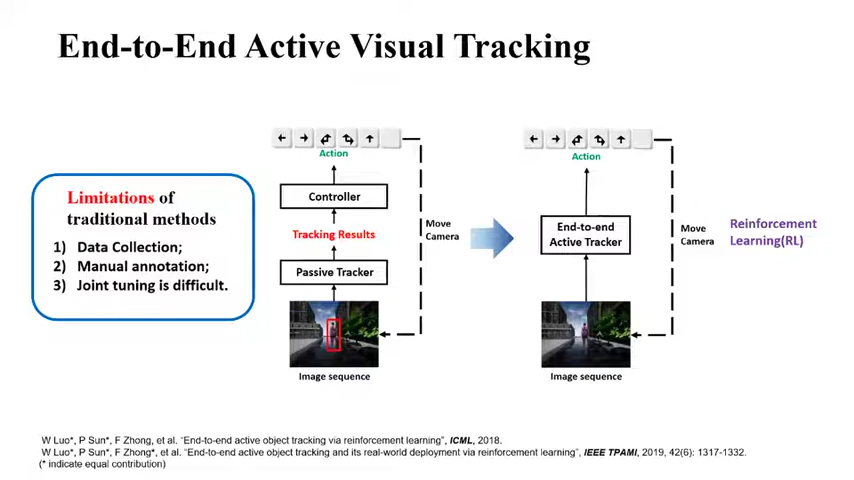 End-to-End Active Visual Tracking
Limitations of
traditional methods
1) Data Collection;
2) Manual annotation;
3) Joint tuning is difficult.
Action
Controller
Tracking Results
Passive Tracker
Image sequence
Move
Camera
Action
End-to-end
Active Tracker
Image sequence
Move
Camera
Reinforcement
Learning(RL)
W Luo*, P Sun*, F Zhong, et al. "End-to-end active object tracking via reinforcement learning", ICML, 2018.
W Luo*, P Sun*, F Zhong*, et al. "End-to-end active object tracking and its real-world deployment via reinforcement learning", IEEE TPAMI, 2019, 42(6): 1317-1332.
(* indicate equal contribution)